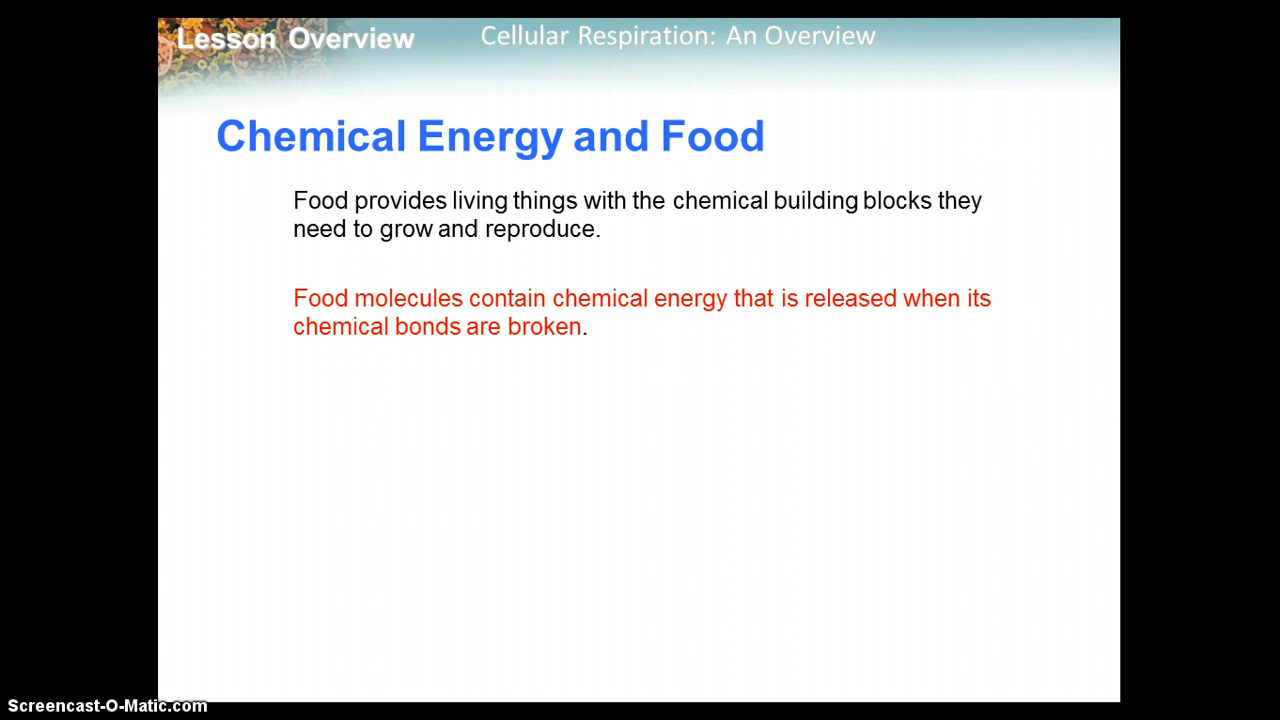 Lesson Overview Cellular Respiration: An Overview
Chemical Energy and Food
Food provides living things with the chemical building blocks they
need to grow and reproduce.
Food molecules contain chemical energy that is released when its
chemical bonds are broken.
Screencast-O-Matic.com